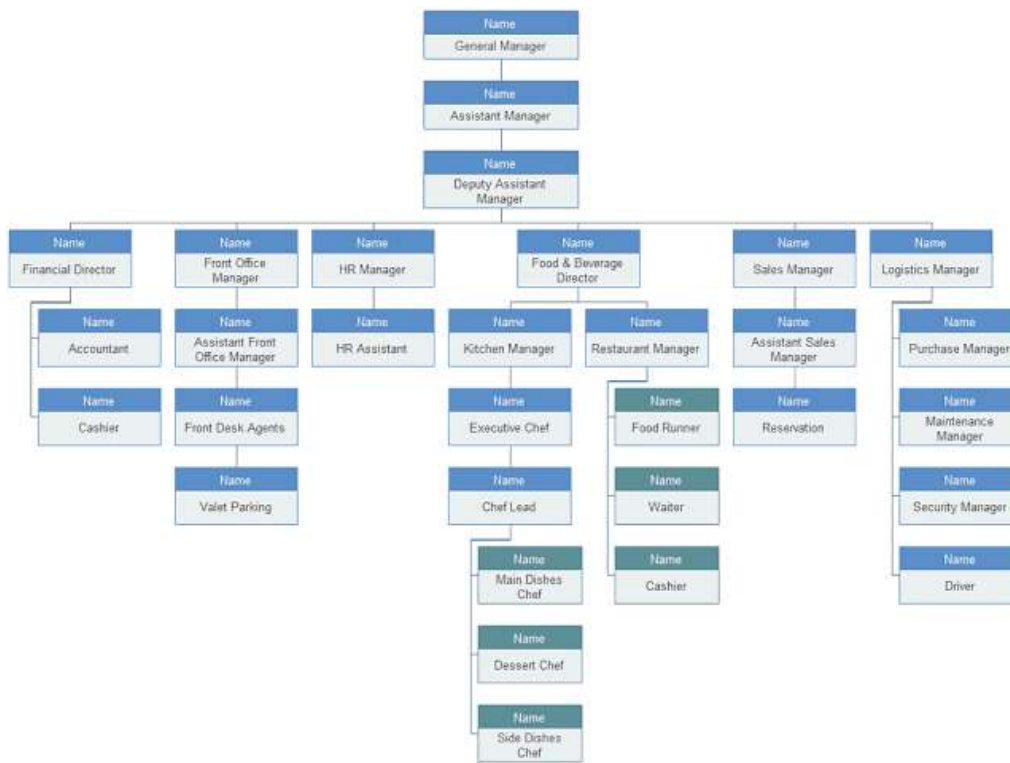 Name
General Manager
Name
Assistant Manager
Name
Deputy Assistant
Manager
Name
Financial Director
Name
Front Office
Manager
Name
HR Manager
Name
Food & Beverage
Director
Name
Sales Manager
Name
Logistics Manager
Name
Accountant
Name
Assistant Front
Office Manager
Name
HR Assistant
Name
Kitchen Manager
Name
Restaurant Manager
Name
Assistant Sales
Manager
Name
Purchase Manager
Name
Cashier
Name
Front Desk Agents
Name
Executive Chef
Name
Food Runner
Name
Reservation
Name
Maintenance
Manager
Name
Valet Parking
Name
Chef Lead
Name
Waiter
Name
Security Manager
Name
Main Dishes
Chef
Name
Cashier
Name
Driver
Name
Dessert Chef
Name
Side Dishes
Chef